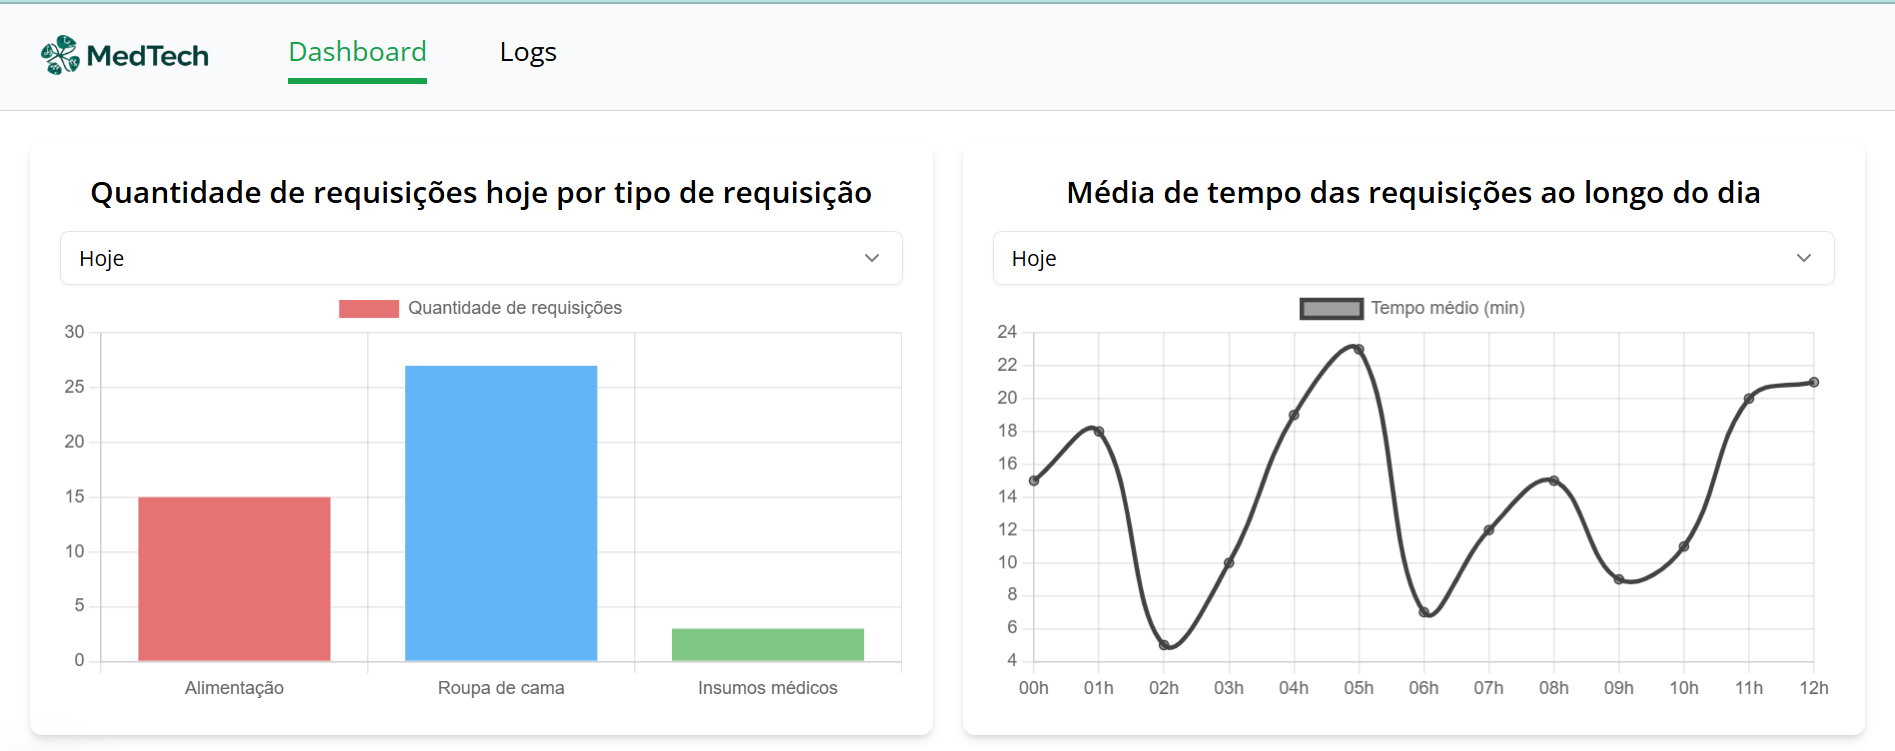 MedTech
Dashboard
Logs
Quantidade de requisições hoje por tipo de requisição
Hoje
Quantidade de requisições
30
25
20
15
10
5
0
Alimentação
Roupa de cama
Insumos médicos
Média de tempo das requisições ao longo do dia
Hoje
Tempo médio (min)
24
22
20
18
16
14
12
10
8
6
4
00h 01h 02h 03h 04h 05h 06h 07h 08h 09h 10h 11h 12h